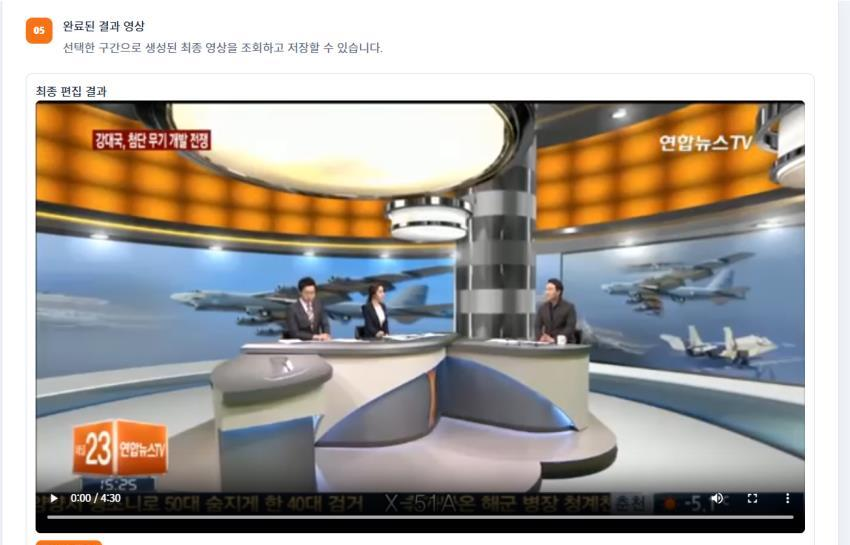 05
완료된 결과 영상
선택한 구간으로 생성된 최종 영상을 조회하고 저장할 수 있습니다.
최종 편집 결과
강대국, 첨단 무기 개발 전쟁
연합뉴스TV
23 연합뉴스TV
15:25
50대 숨지게 한 40대 검거
해군 병장 청계천
춘천
0:00 / 4:30